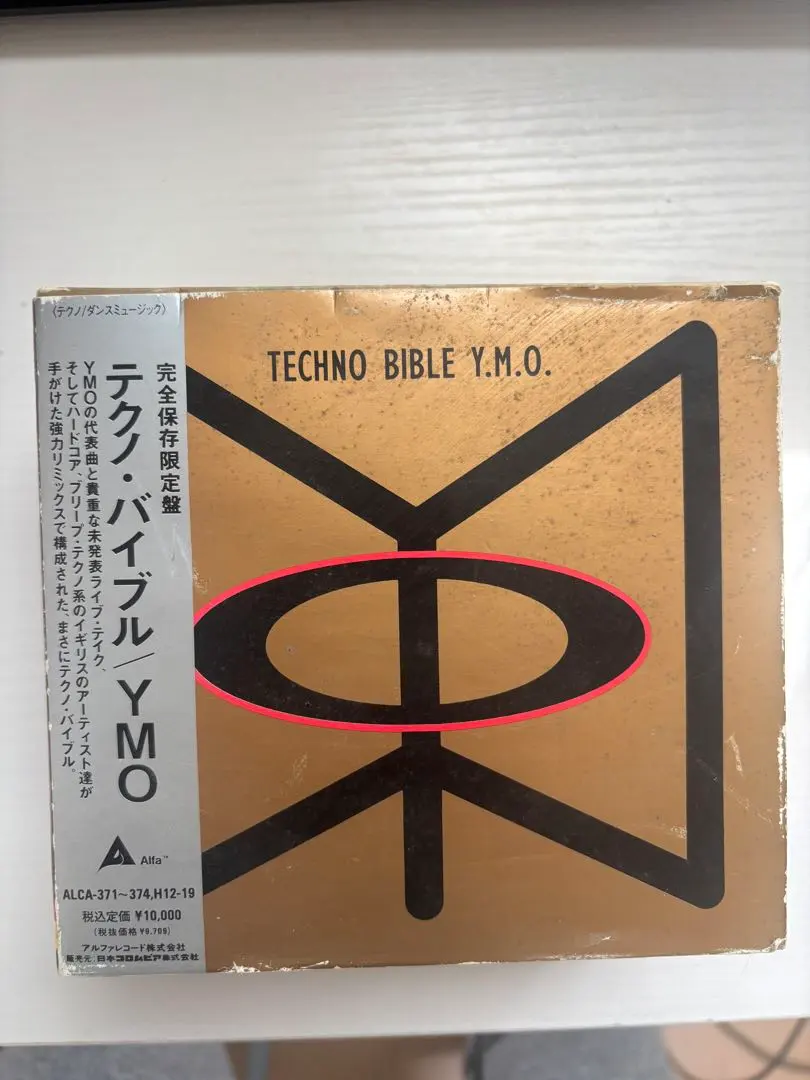 〈テクノ/ダンスミュージック〉
完全保存限定盤
テクノ・バイブル/YMO
YMOの代表曲と貴重な未発表ライブ・テイク、
そしてハードコア、ブリープ・テクノ系のイギリスのアーティスト達が
手がけた強力リミックスで構成された、まさにテクノ・バイブル。
Alfa™
ALCA-371~374,H12-19
税込定価 ¥10,000
(税抜価格 ¥9,709)
アルファレコード株式会社
販売元:日本コロムビア株式会社
TECHNO BIBLE Y.M.O.